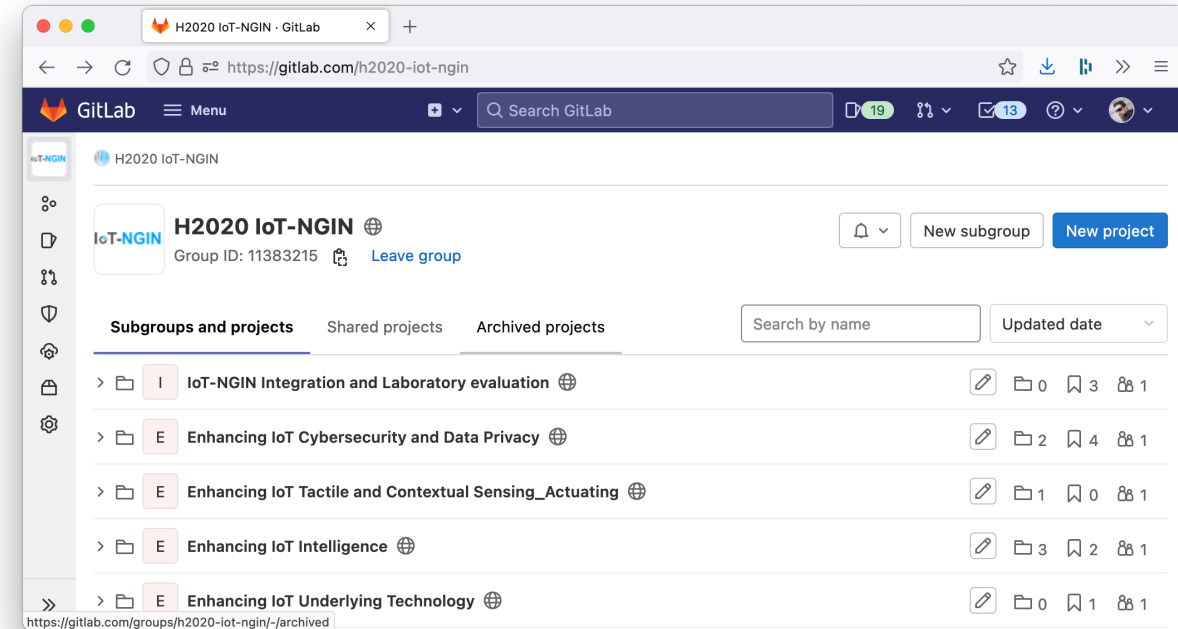 H2020 IoT-NGIN · GitLab
https://gitlab.com/h2020-iot-ngin
GitLab Menu Search GitLab 19 13
IoT-NGIN H2020 IoT-NGIN
IoT-NGIN H2020 IoT-NGIN New subgroup New project
Group ID: 11383215 Leave group
Subgroups and projects Shared projects Archived projects Search by name Updated date
I IoT-NGIN Integration and Laboratory evaluation 0 3 1
E Enhancing IoT Cybersecurity and Data Privacy 2 4 1
E Enhancing IoT Tactile and Contextual Sensing_Actuating 1 0 1
E Enhancing IoT Intelligence 3 2 1
E Enhancing IoT Underlying Technology 0 1 1
https://gitlab.com/groups/h2020-iot-ngin/-/archived